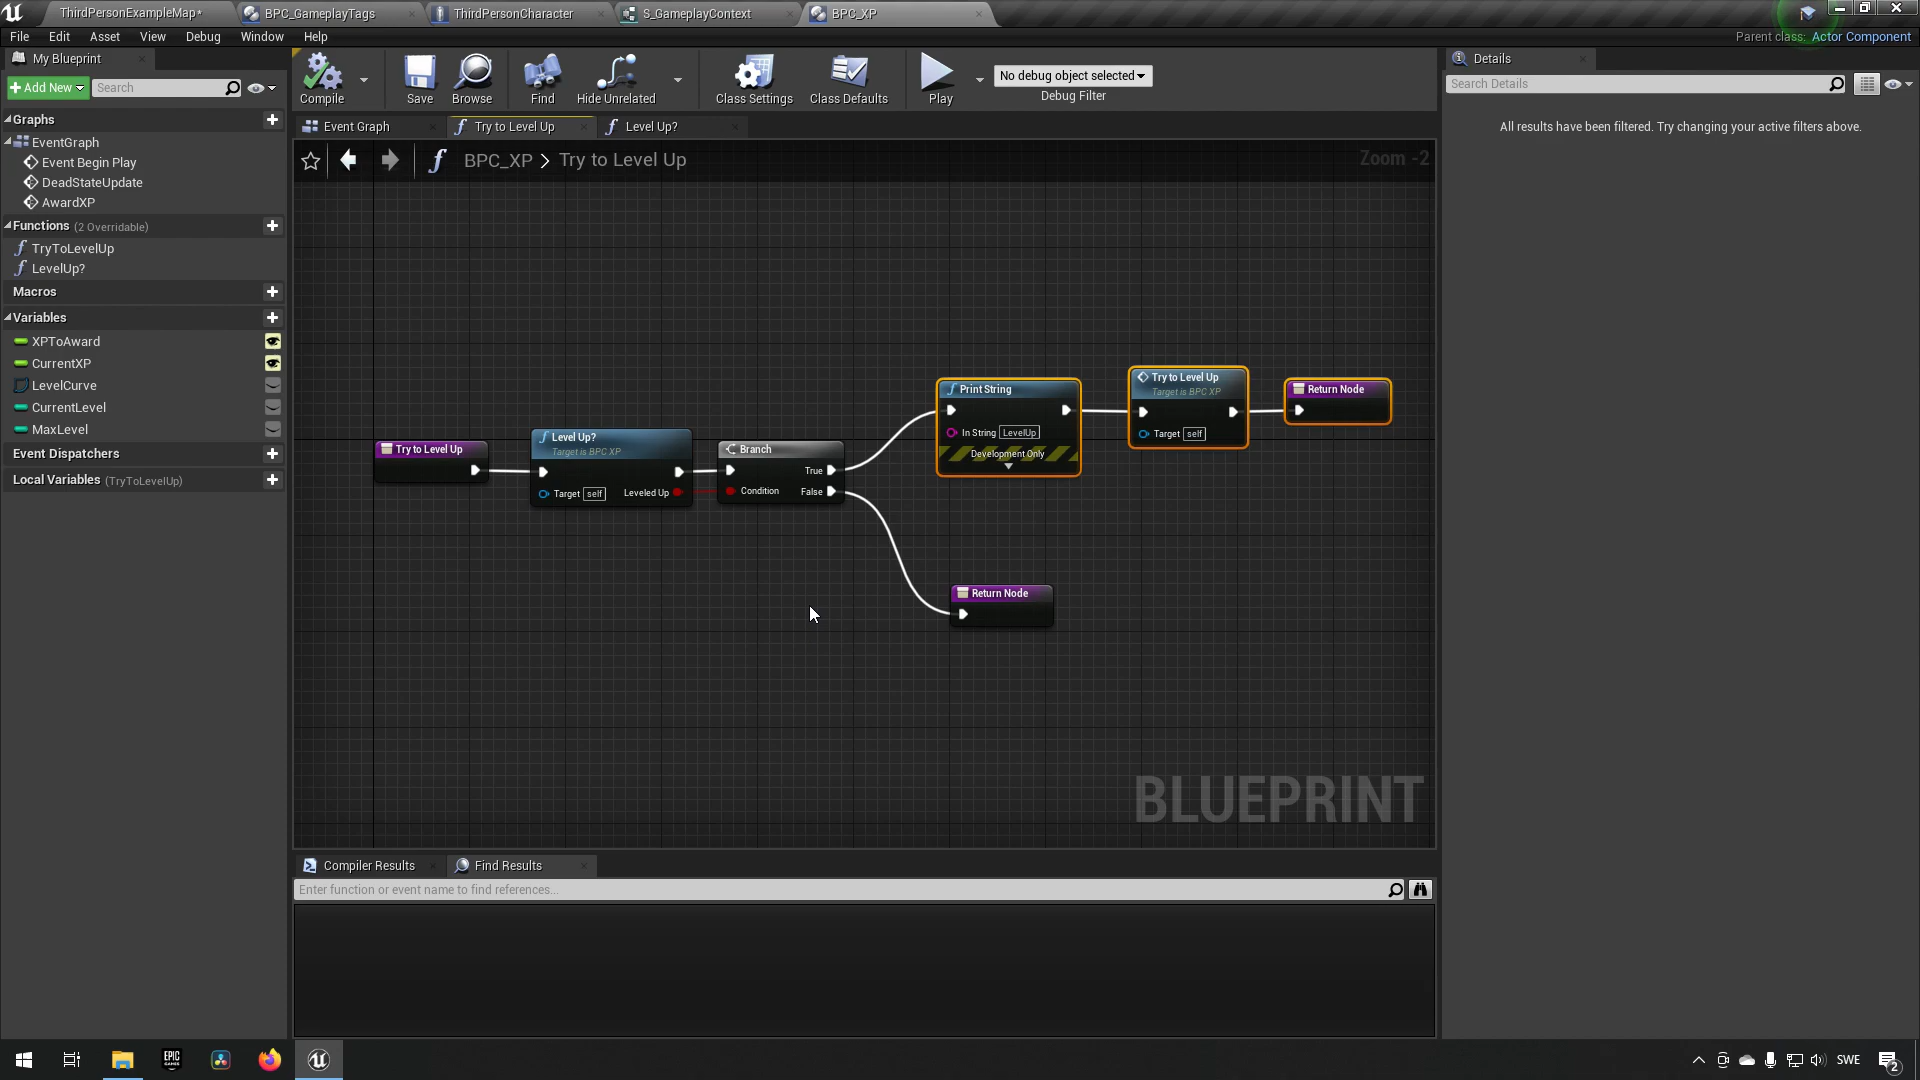 ThirdPersonExampleMap*
BPC_GameplayTags
ThirdPersonCharacter
S_GameplayContext
BPC_XP
File Edit Asset View Debug Window Help
Parent class: Actor Component
My Blueprint
Add New
Search
Compile
Save
Browse
Find
Hide Unrelated
Class Settings
Class Defaults
Play
No debug object selected
Debug Filter
Details
Search Details
All results have been filtered. Try changing your active filters above.
Graphs
EventGraph
Event Begin Play
DeadStateUpdate
AwardXP
Functions (2 Overridable)
TryToLevelUp
LevelUp?
Macros
Variables
XPToAward
CurrentXP
LevelCurve
CurrentLevel
MaxLevel
Event Dispatchers
Local Variables (TryToLevelUp)
Event Graph
Try to Level Up
Level Up?
BPC_XP > Try to Level Up
Zoom -2
Try to Level Up
Level Up?
Target is BPC XP
Target self
Leveled Up
Branch
True
Condition
False
Print String
In String LevelUp
Development Only
Try to Level Up
Target is BPC XP
Target self
Return Node
Return Node
BLUEPRINT
Compiler Results
Find Results
Enter function or event name to find references...
EPIC
GAMES
SWE
2